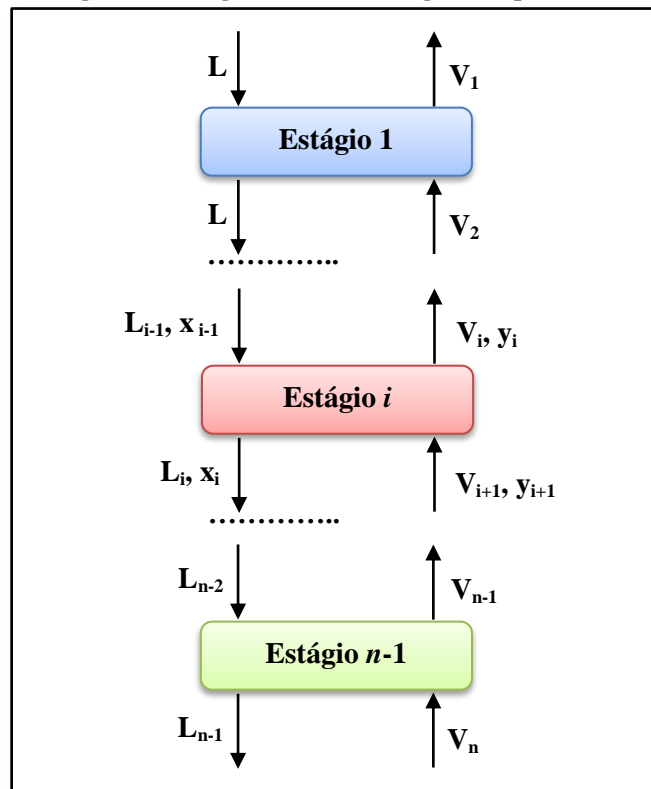 L
V1
Estágio 1
L
V2
…………..
Li-1, x i-1
Vi, yi
Estágio i
Li, xi
Vi+1, yi+1
…………..
Ln-2
Vn-1
Estágio n-1
Ln-1
Vn